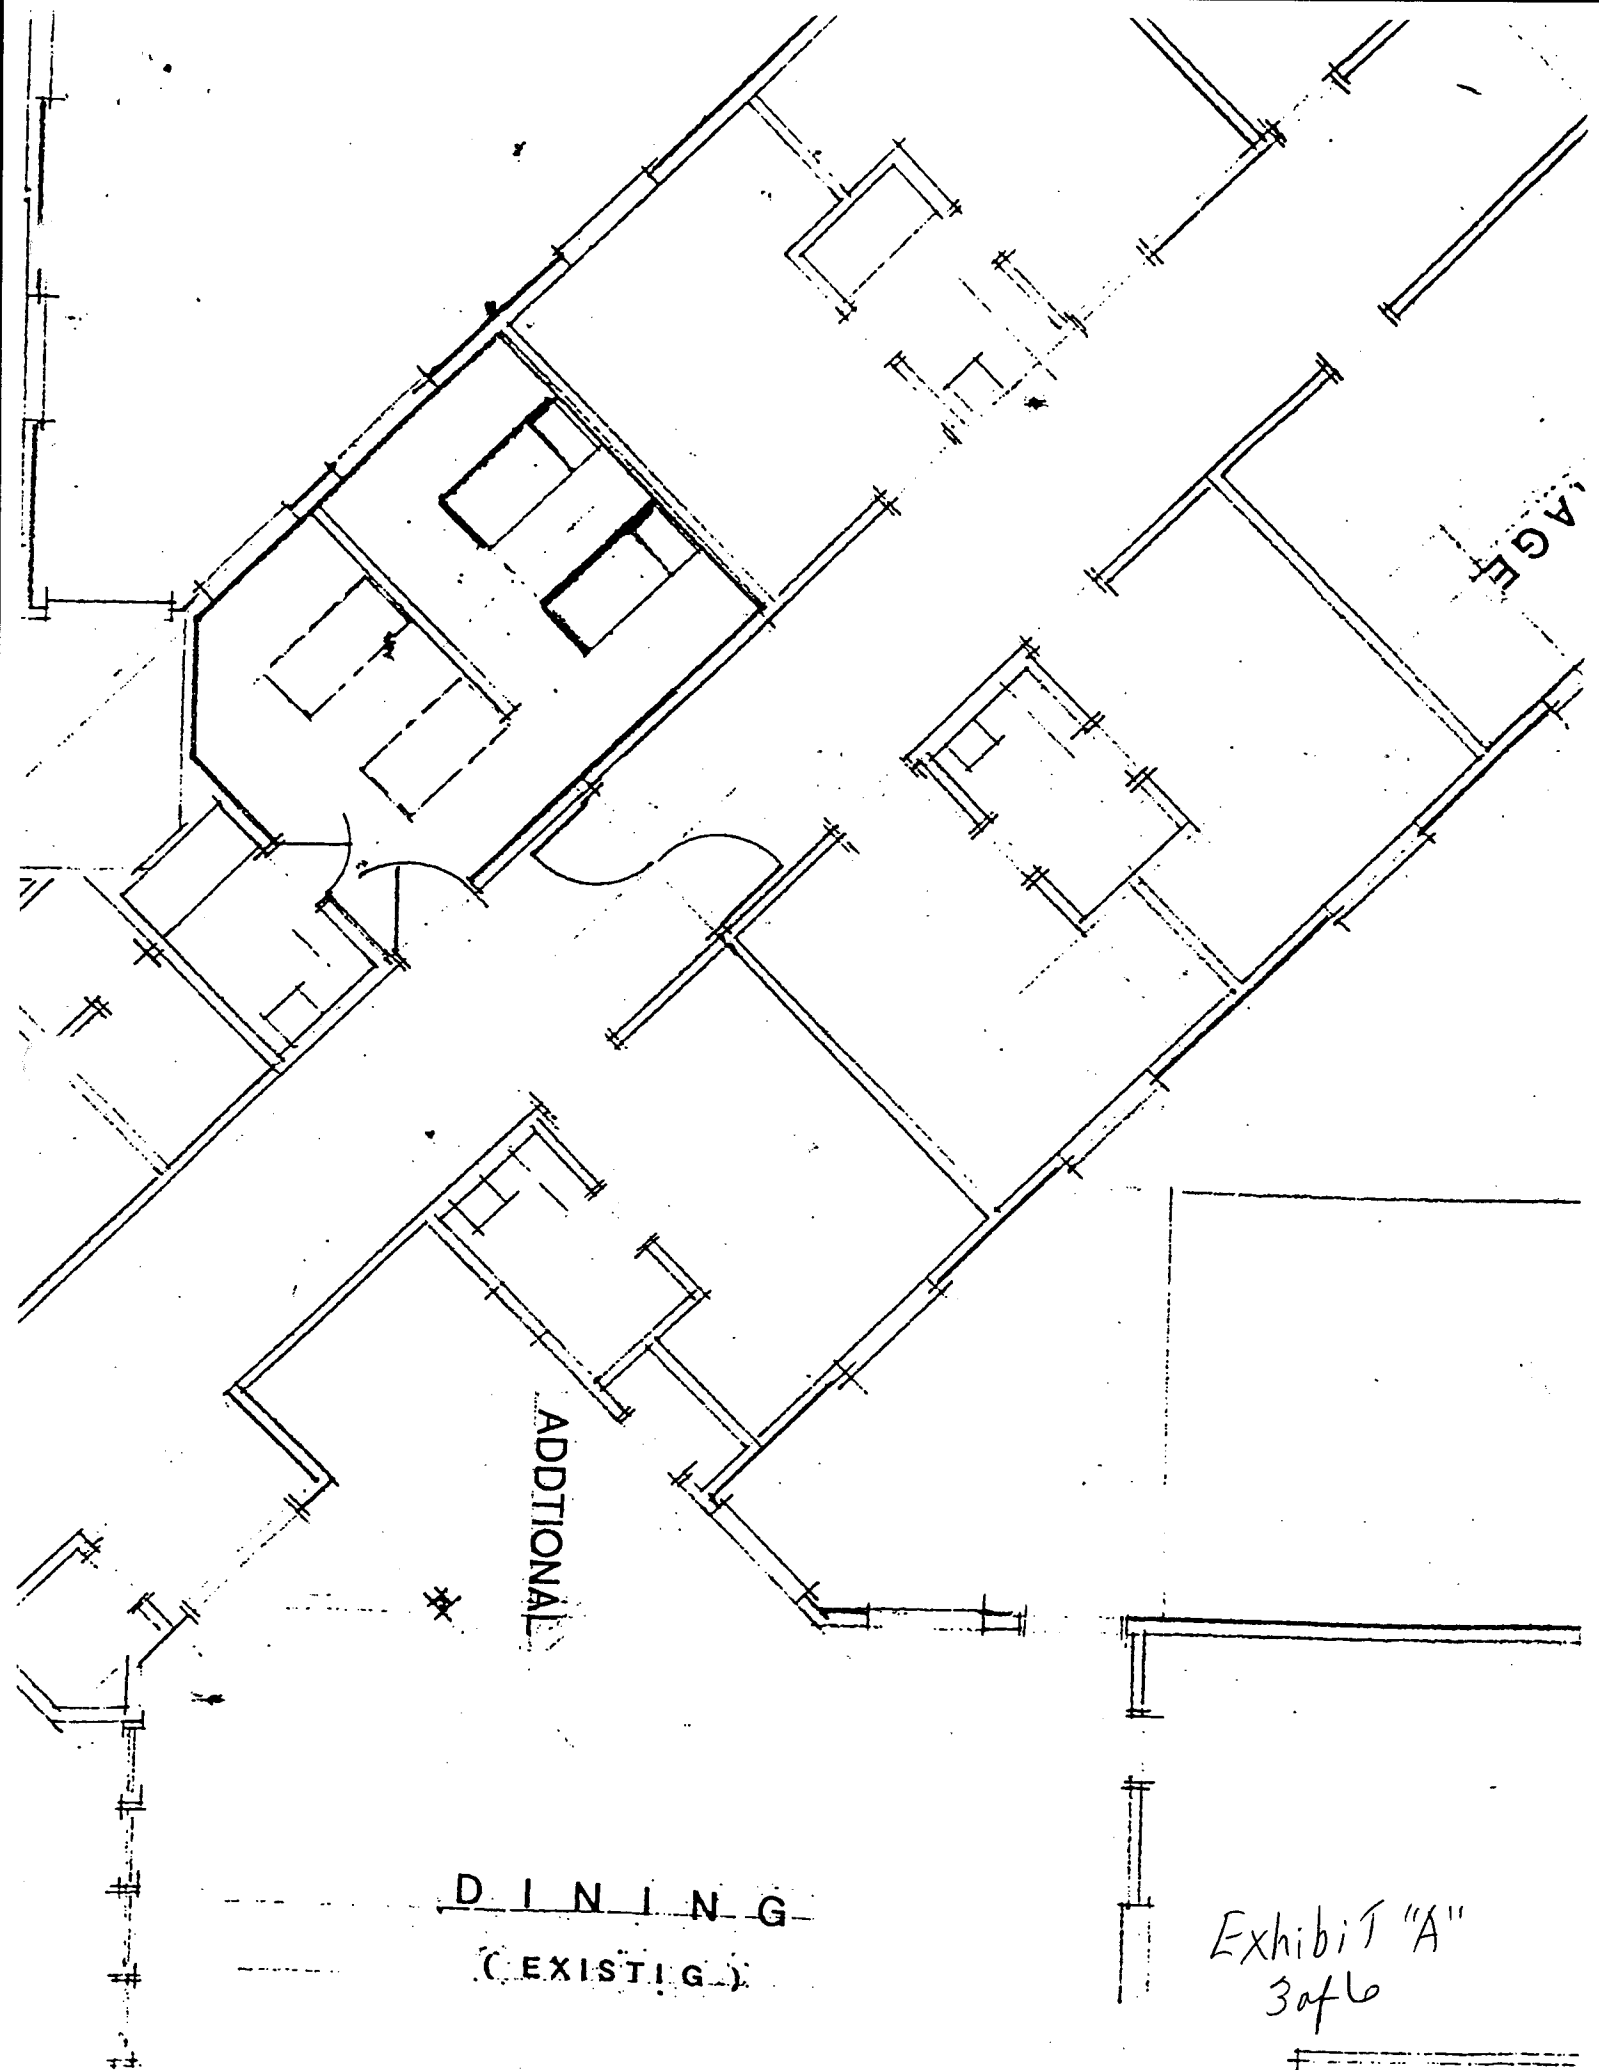 AGE
ADDTIONAL
DINING
(EXISTIG)
Exhibit "A"
3 of 6